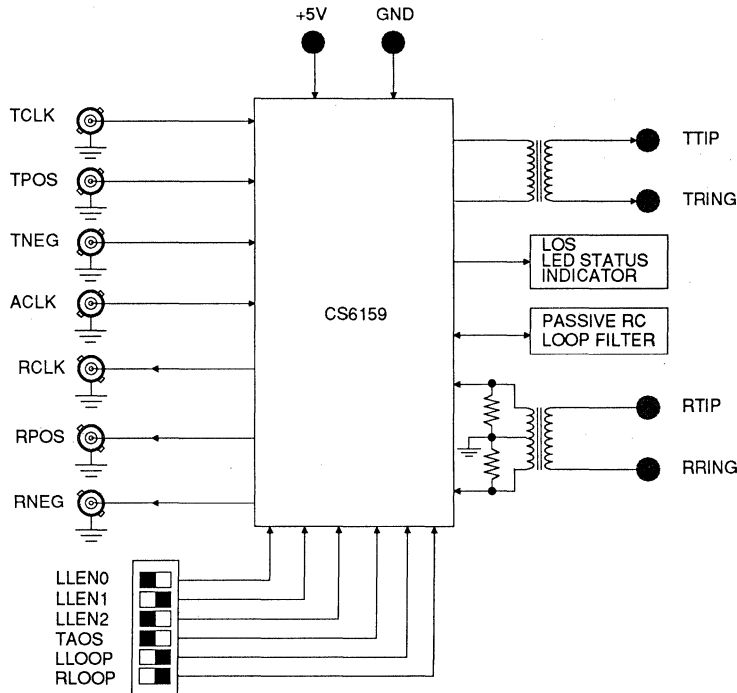 +5V
GND
TCLK
TPOS
TNEG
ACLK
RCLK
RPOS
RNEG
CS6159
TTIP
TRING
LOS
LED STATUS
INDICATOR
PASSIVE RC
LOOP FILTER
RTIP
RRING
LLEN0
LLEN1
LLEN2
TAOS
LLOOP
RLOOP